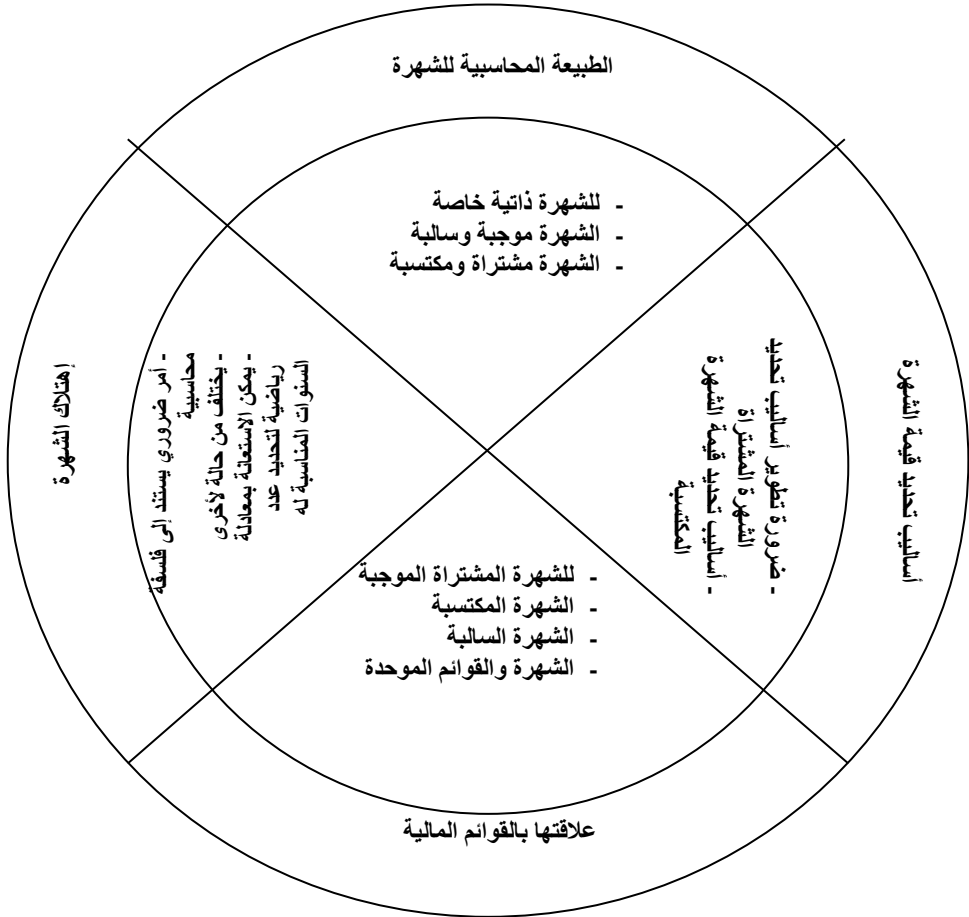 الطبيعة المحاسبية للشهرة
- للشهرة ذاتية خاصة
- الشهرة موجبة وسالبة
- الشهرة مشتراة ومكتسبة
أساليب تحديد قيمة الشهرة
- ضرورة تطوير أساليب تحديد
الشهرة المشتراة
- أساليب تحديد قيمة الشهرة
المكتسبة
علاقتها بالقوائم المالية
- للشهرة المشتراة الموجبة
- الشهرة المكتسبة
- الشهرة السالبة
- الشهرة والقوائم الموحدة
إهتلاك الشهرة
- أمر ضروري يستند إلى فلسفة
محاسبية
- يختلف من حالة لأخرى
- يمكن الاستعانة بمعادلة
رياضية لتحديد عدد
السنوات المناسبة له